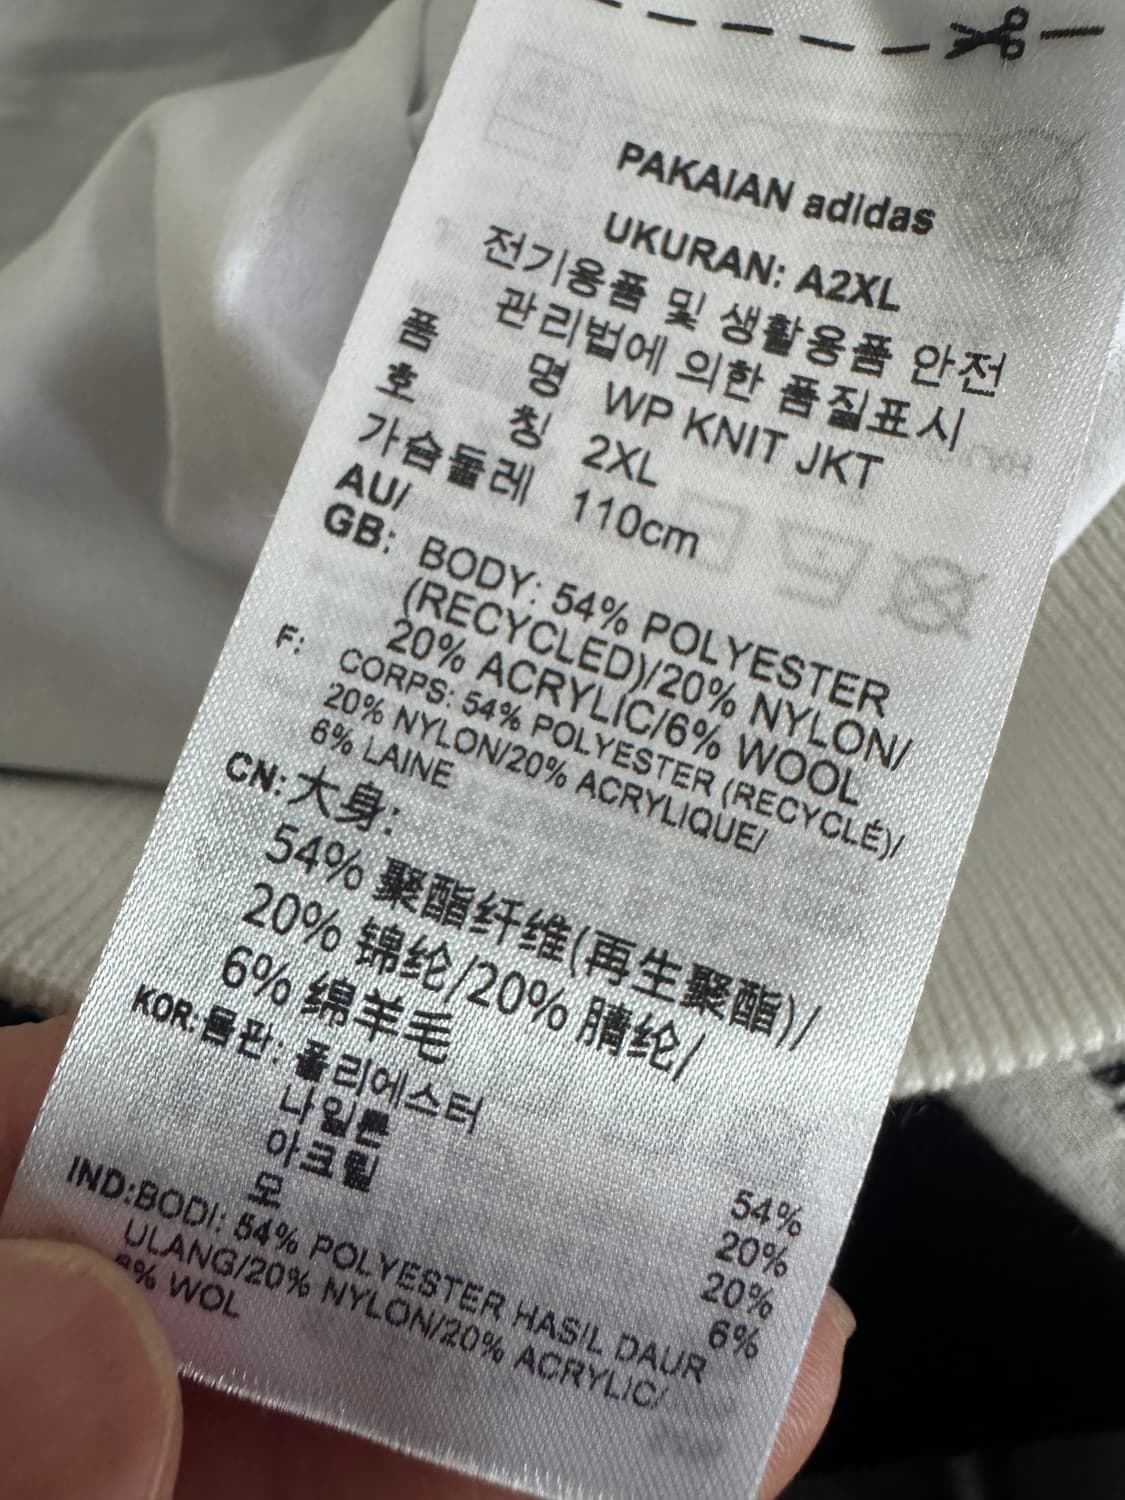 PAKAIAN adidas
UKURAN: A2XL
전기용품 및 생활용품 안전
관리법에 의한 품질표시
품 명 WP KNIT JKT
호 칭 2XL
가슴둘레 110cm
AU/
GB: BODY: 54% POLYESTER
(RECYCLED)/20% NYLON/
20% ACRYLIC/6% WOOL
F: CORPS: 54% POLYESTER (RECYCLÉ)/
20% NYLON/20% ACRYLIQUE/
6% LAINE
CN: 大身:
54% 聚酯纤维(再生聚酯)/
20% 锦纶/20% 腈纶/
6% 绵羊毛
KOR: 몸판: 폴리에스터 54%
나일론 20%
아크릴 20%
모 6%
IND:BODI: 54% POLYESTER HASIL DAUR
ULANG/20% NYLON/20% ACRYLIC/
6% WOL